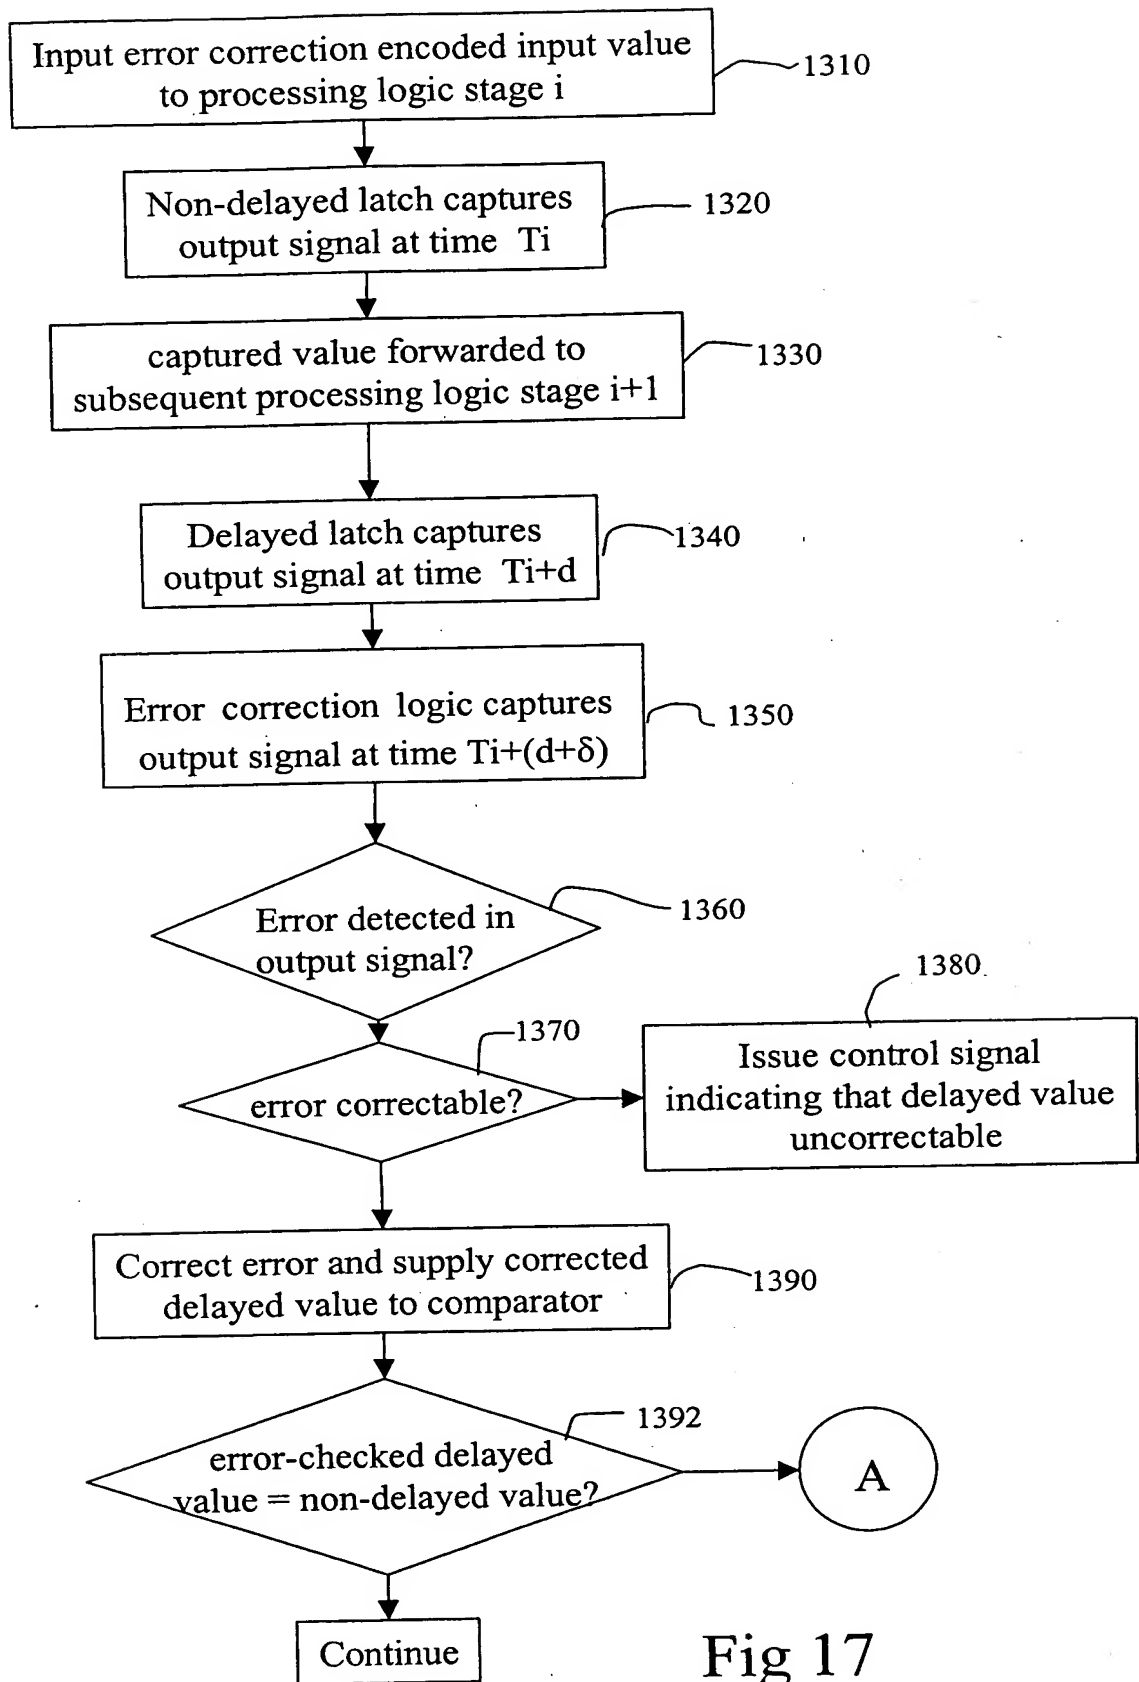 Input error correction encoded input value
to processing logic stage i
1310
Non-delayed latch captures
output signal at time Ti
1320
captured value forwarded to
subsequent processing logic stage i+1
1330
Delayed latch captures
output signal at time Ti+d
1340
Error correction logic captures
output signal at time Ti+(d+δ)
1350
Error detected in
output signal?
1360
error correctable?
1370
1380
Issue control signal
indicating that delayed value
uncorrectable
Correct error and supply corrected
delayed value to comparator
1390
error-checked delayed
value = non-delayed value?
1392
A
Continue
Fig 17